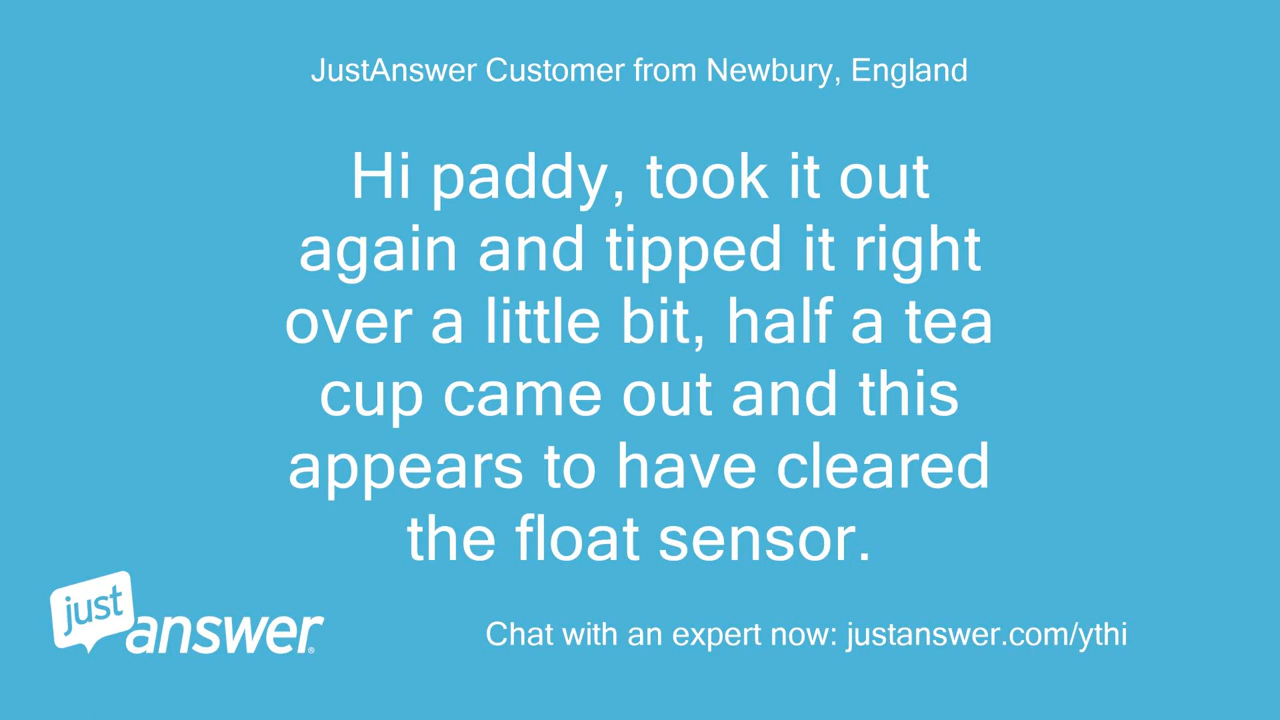 JustAnswer Customer from Newbury, England
Hi paddy, took it out
again and tipped it right
over a little bit, half a tea
cup came out and this
appears to have cleared
the float sensor.
just
answer®
Chat with an expert now: justanswer.com/ythi